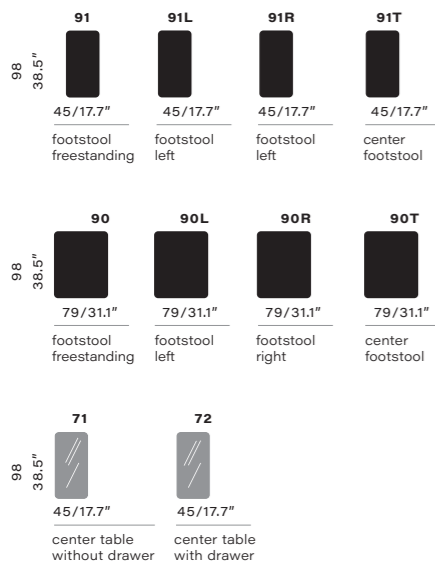 91 91L 91R 91T
98
38.5"
45/17.7" 45/17.7" 45/17.7" 45/17.7"
footstool footstool footstool center
freestanding left left footstool
90 90L 90R 90T
98
38.5"
79/31.1" 79/31.1" 79/31.1" 79/31.1"
footstool footstool footstool center
freestanding left right footstool
71 72
98
38.5"
45/17.7" 45/17.7"
center table center table
without drawer with drawer